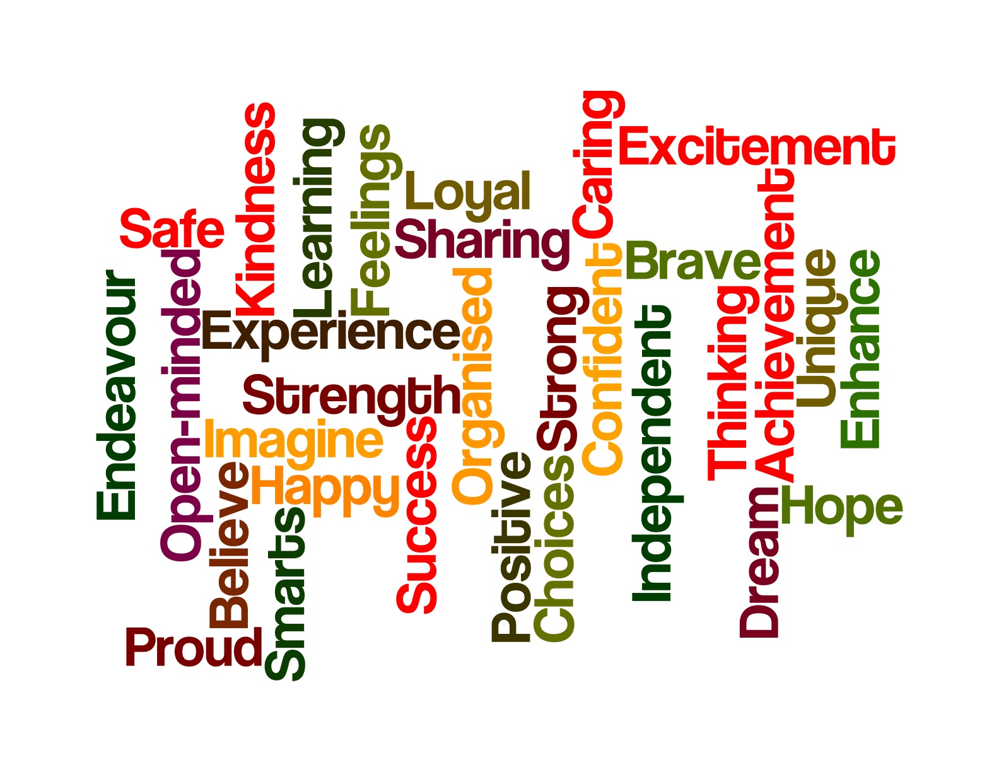 Caring
Excitement
Kindness
Learning
Feelings
Loyal
Safe
Sharing
Brave
Achievement
Endeavour
Open-minded
Experience
Organised
Strong
Confident
Independent
Thinking
Unique
Enhance
Strength
Imagine
Success
Happy
Believe
Smarts
Positive
Choices
Dream
Hope
Proud